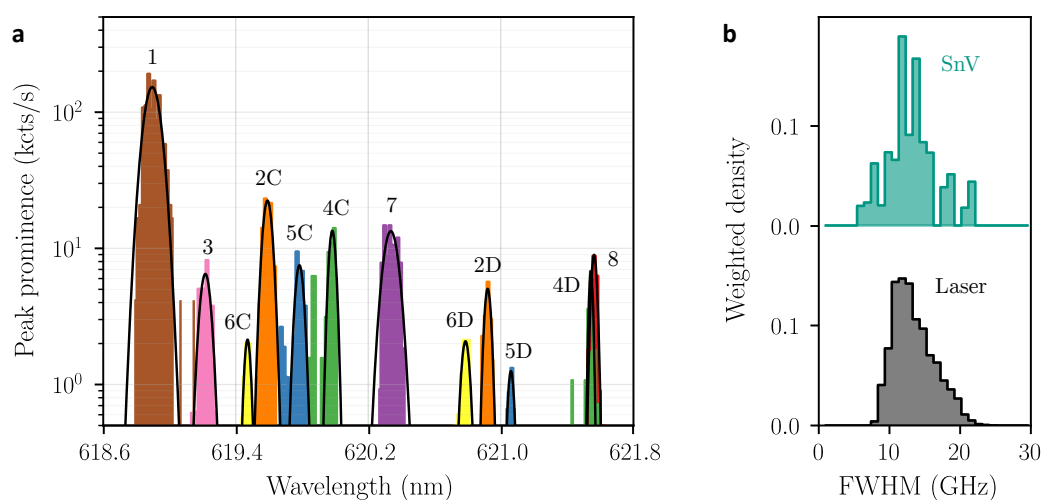 a
Peak prominence (kcts/s)
10²
10¹
10⁰
1
3
6C
2C
5C
4C
7
6D
2D
5D
4D
8
618.6
619.4
620.2
621.0
621.8
Wavelength (nm)
b
Weighted density
0.1
0.0
0.1
0.0
SnV
Laser
0
10
20
30
FWHM (GHz)